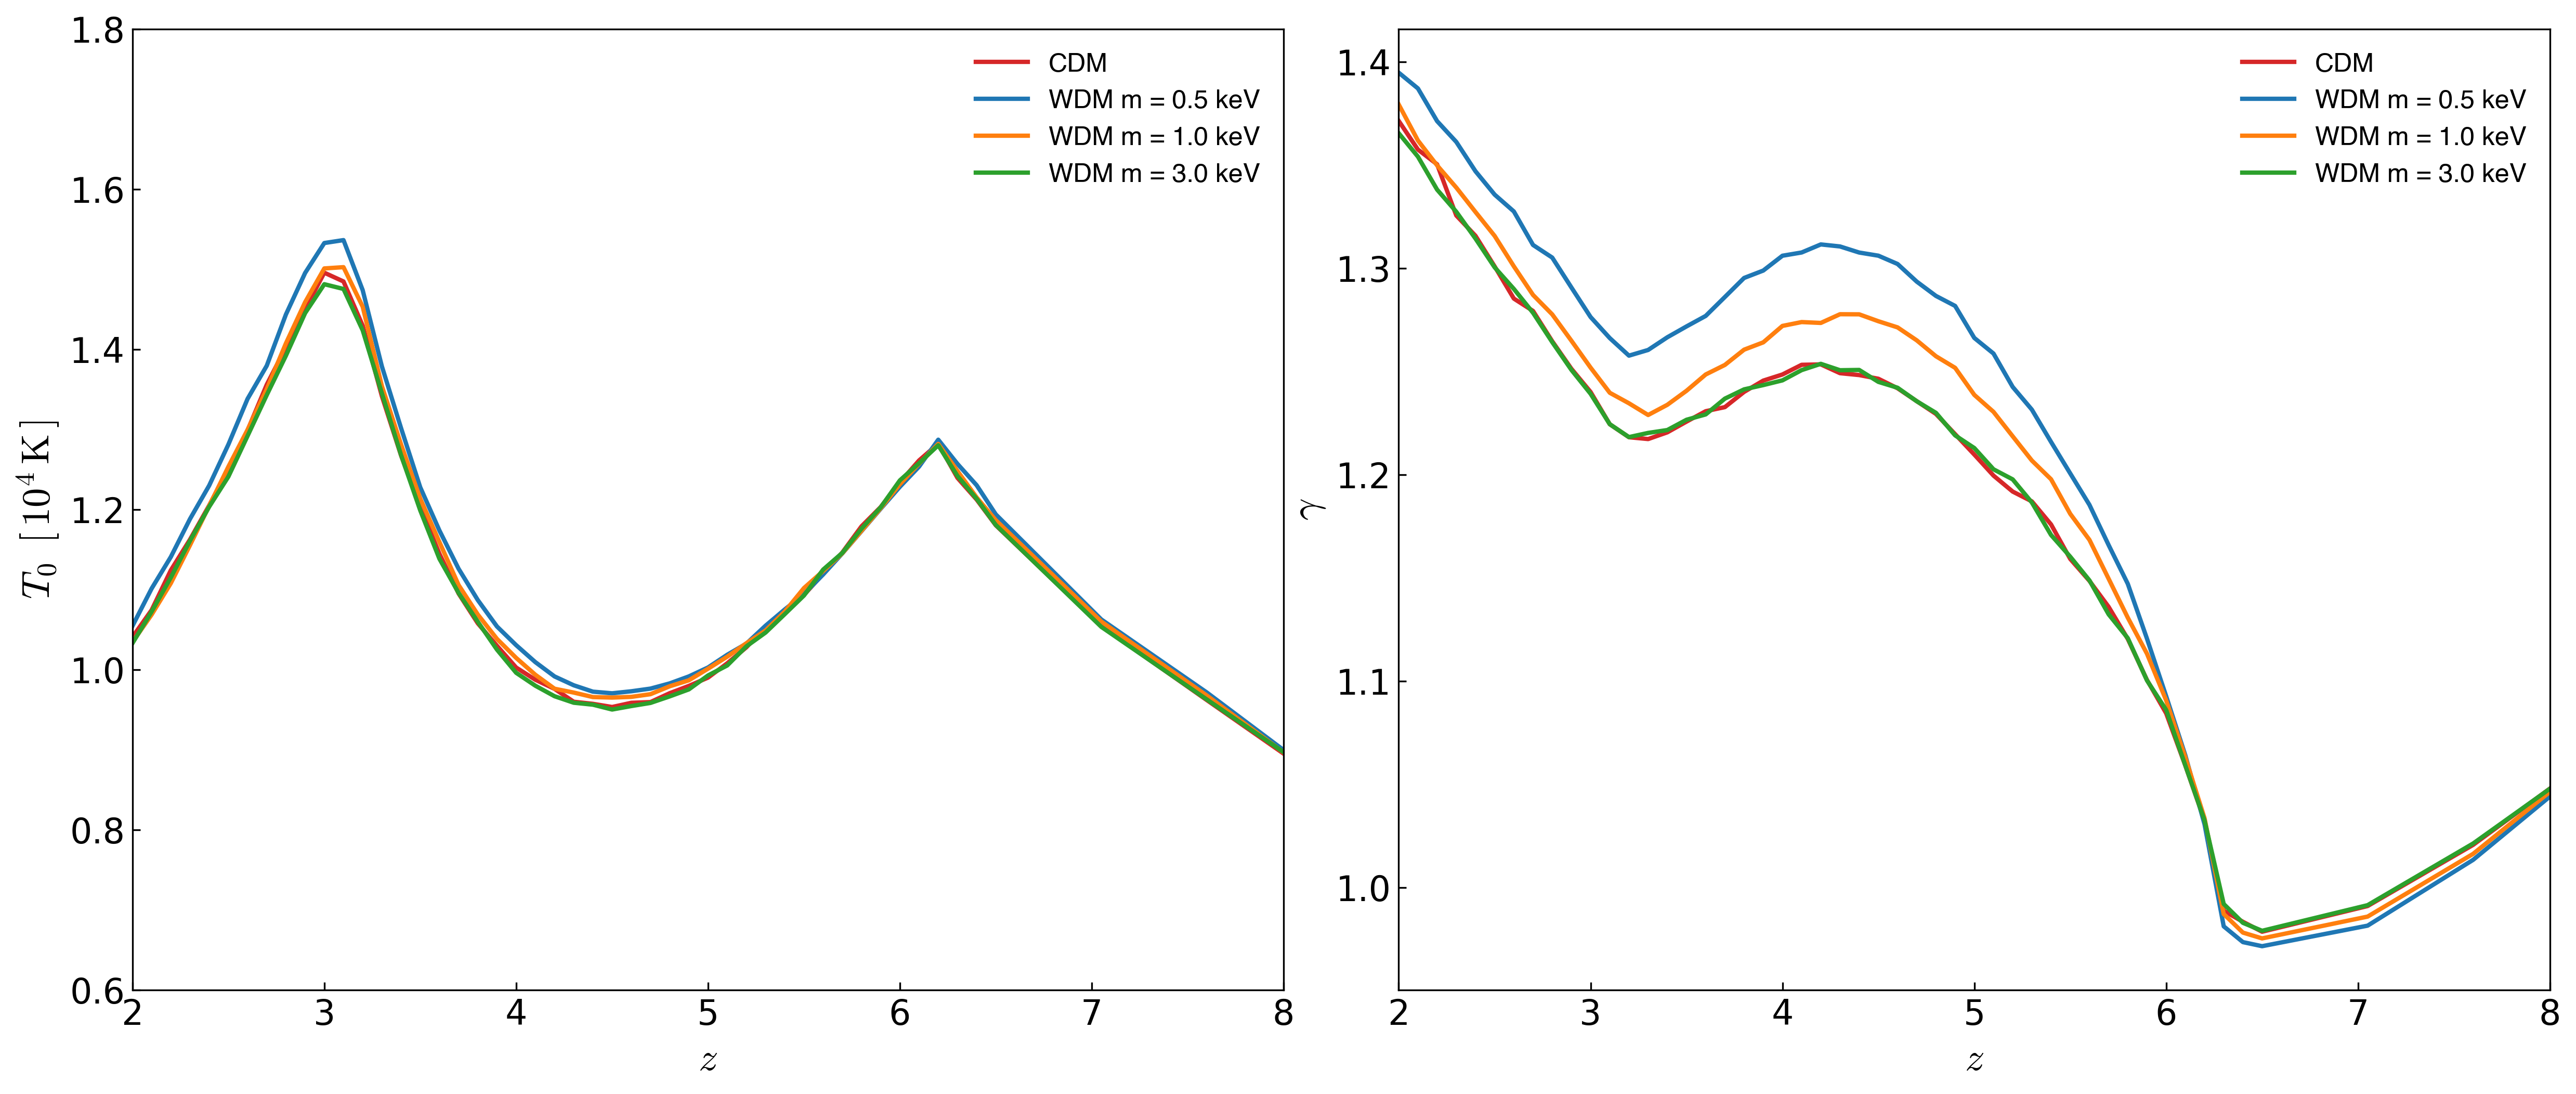 T₀ [10⁴ K]
1.8
1.6
1.4
1.2
1.0
0.8
0.6
2 3 4 5 6 7 8
z
CDM
WDM m = 0.5 keV
WDM m = 1.0 keV
WDM m = 3.0 keV
γ
1.4
1.3
1.2
1.1
1.0
2 3 4 5 6 7 8
z
CDM
WDM m = 0.5 keV
WDM m = 1.0 keV
WDM m = 3.0 keV